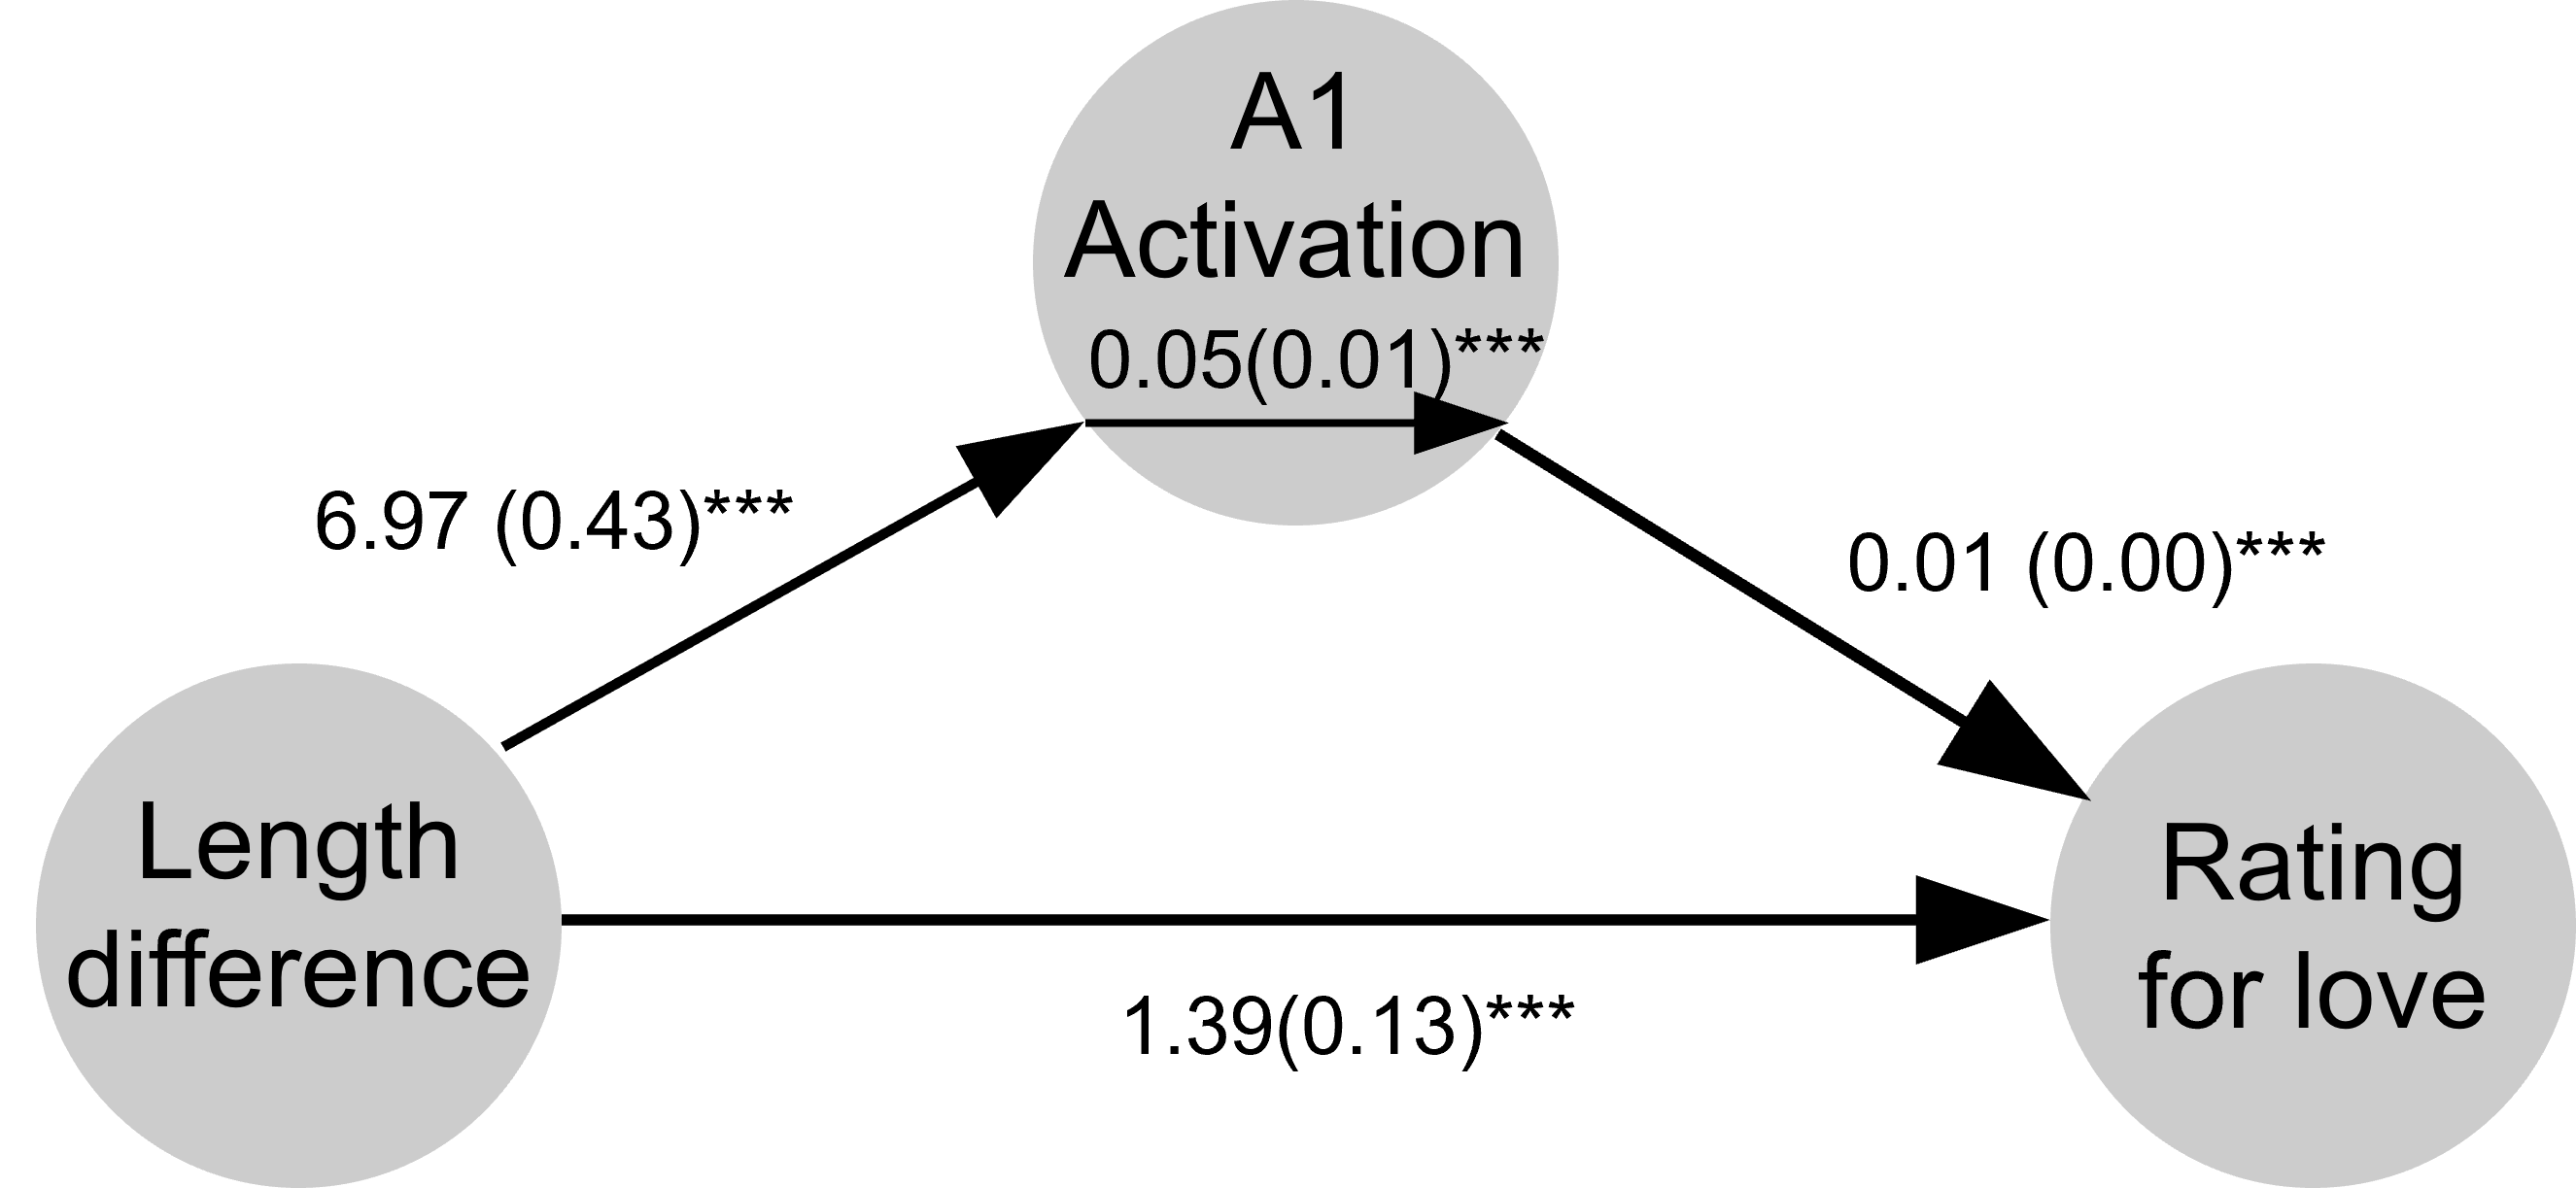 A1
Activation
0.05(0.01)***
6.97 (0.43)***
0.01 (0.00)***
Length
difference
Rating
for love
1.39(0.13)***